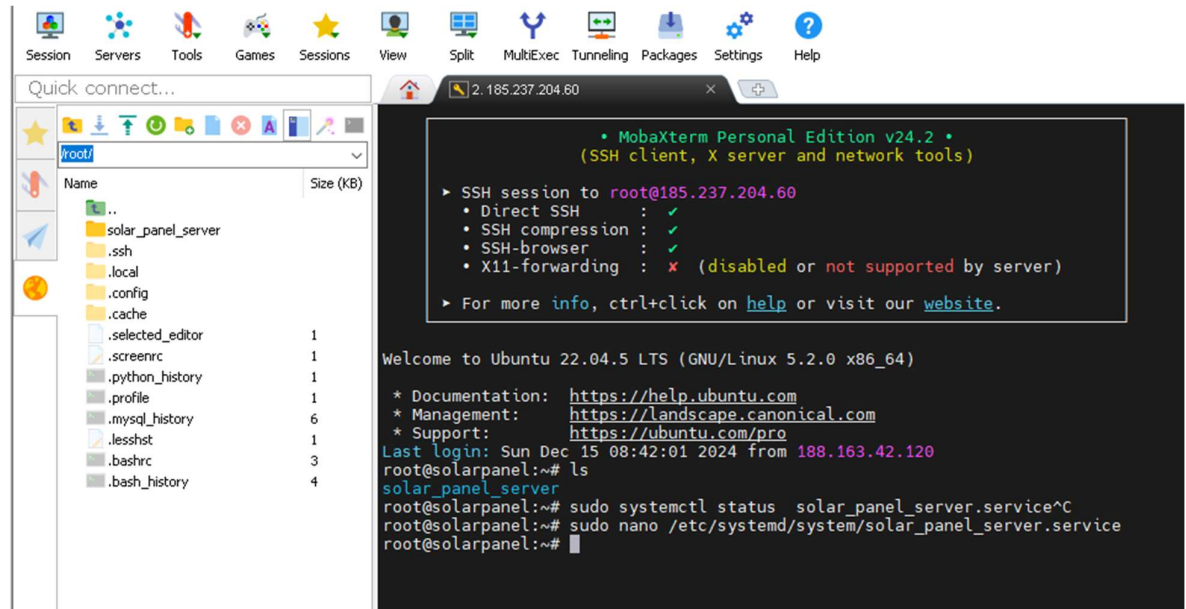 Session Servers Tools Games Sessions View Split MultiExec Tunneling Packages Settings Help
Quick connect...
2. 185.237.204.60
/root/
Name Size (KB)
..
solar_panel_server
.ssh
.local
.config
.cache
.selected_editor 1
.screenrc 1
.python_history 1
.profile 1
.mysql_history 6
.lesshst 1
.bashrc 3
.bash_history 4
• MobaXterm Personal Edition v24.2 •
(SSH client, X server and network tools)
► SSH session to root@185.237.204.60
• Direct SSH : ✔
• SSH compression : ✔
• SSH-browser : ✔
• X11-forwarding : ✘ (disabled or not supported by server)
► For more info, ctrl+click on help or visit our website.
Welcome to Ubuntu 22.04.5 LTS (GNU/Linux 5.2.0 x86_64)
* Documentation: https://help.ubuntu.com
* Management: https://landscape.canonical.com
* Support: https://ubuntu.com/pro
Last login: Sun Dec 15 08:42:01 2024 from 188.163.42.120
root@solarpanel:~# ls
solar_panel_server
root@solarpanel:~# sudo systemctl status  solar_panel_server.service^C
root@solarpanel:~# sudo nano /etc/systemd/system/solar_panel_server.service
root@solarpanel:~#